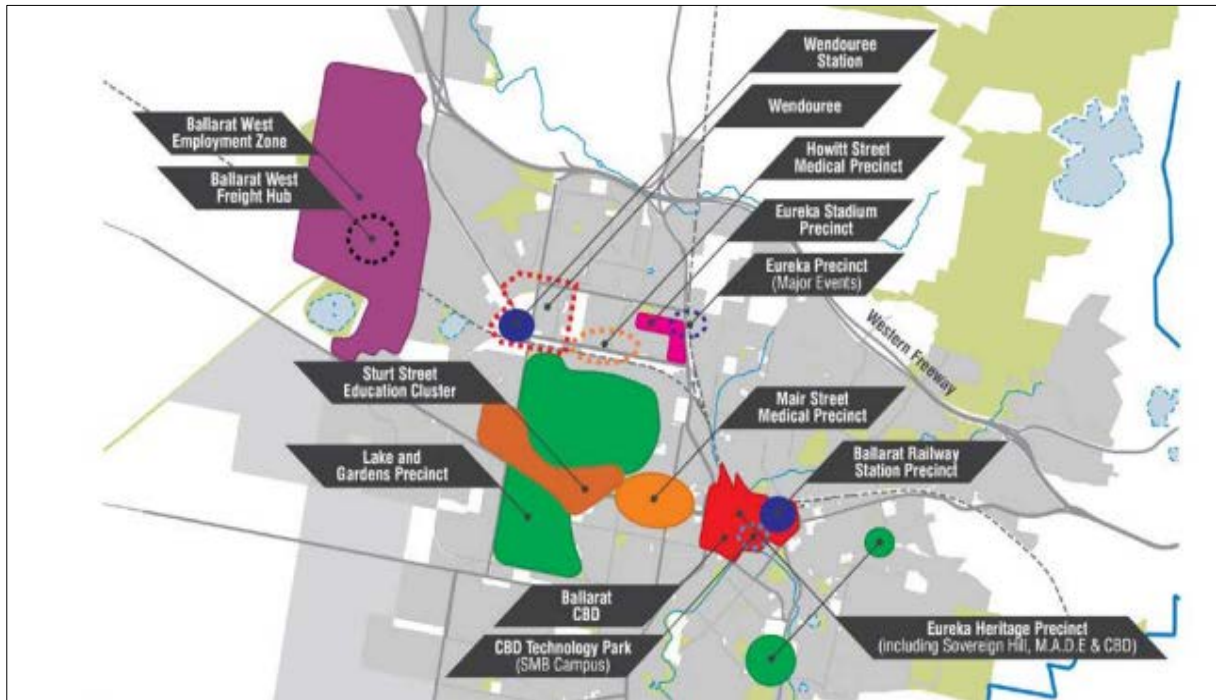 Wendouree
Station
Wendouree
Howitt Street
Medical Precinct
Eureka Stadium
Precinct
Eureka Precinct
(Major Events)
Ballarat West
Employment Zone
Ballarat West
Freight Hub
Western Freeway
Sturt Street
Education Cluster
Lake and
Gardens Precinct
Mair Street
Medical Precinct
Ballarat Railway
Station Precinct
Ballarat
CBD
CBD Technology Park
(SMB Campus)
Eureka Heritage Precinct
(including Sovereign Hill, M.A.D.E & CBD)